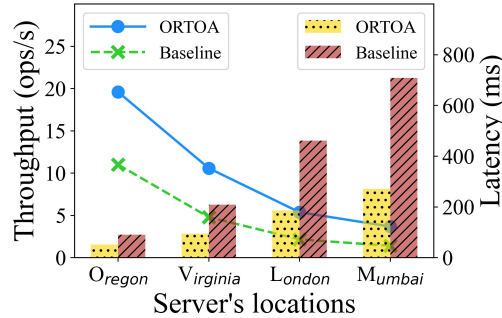 ORTOA
Baseline
ORTOA
Baseline
Throughput (ops/s)
25
20
15
10
5
0
Latency (ms)
800
600
400
200
0
Oregon
Virginia
London
Mumbai
Server's locations